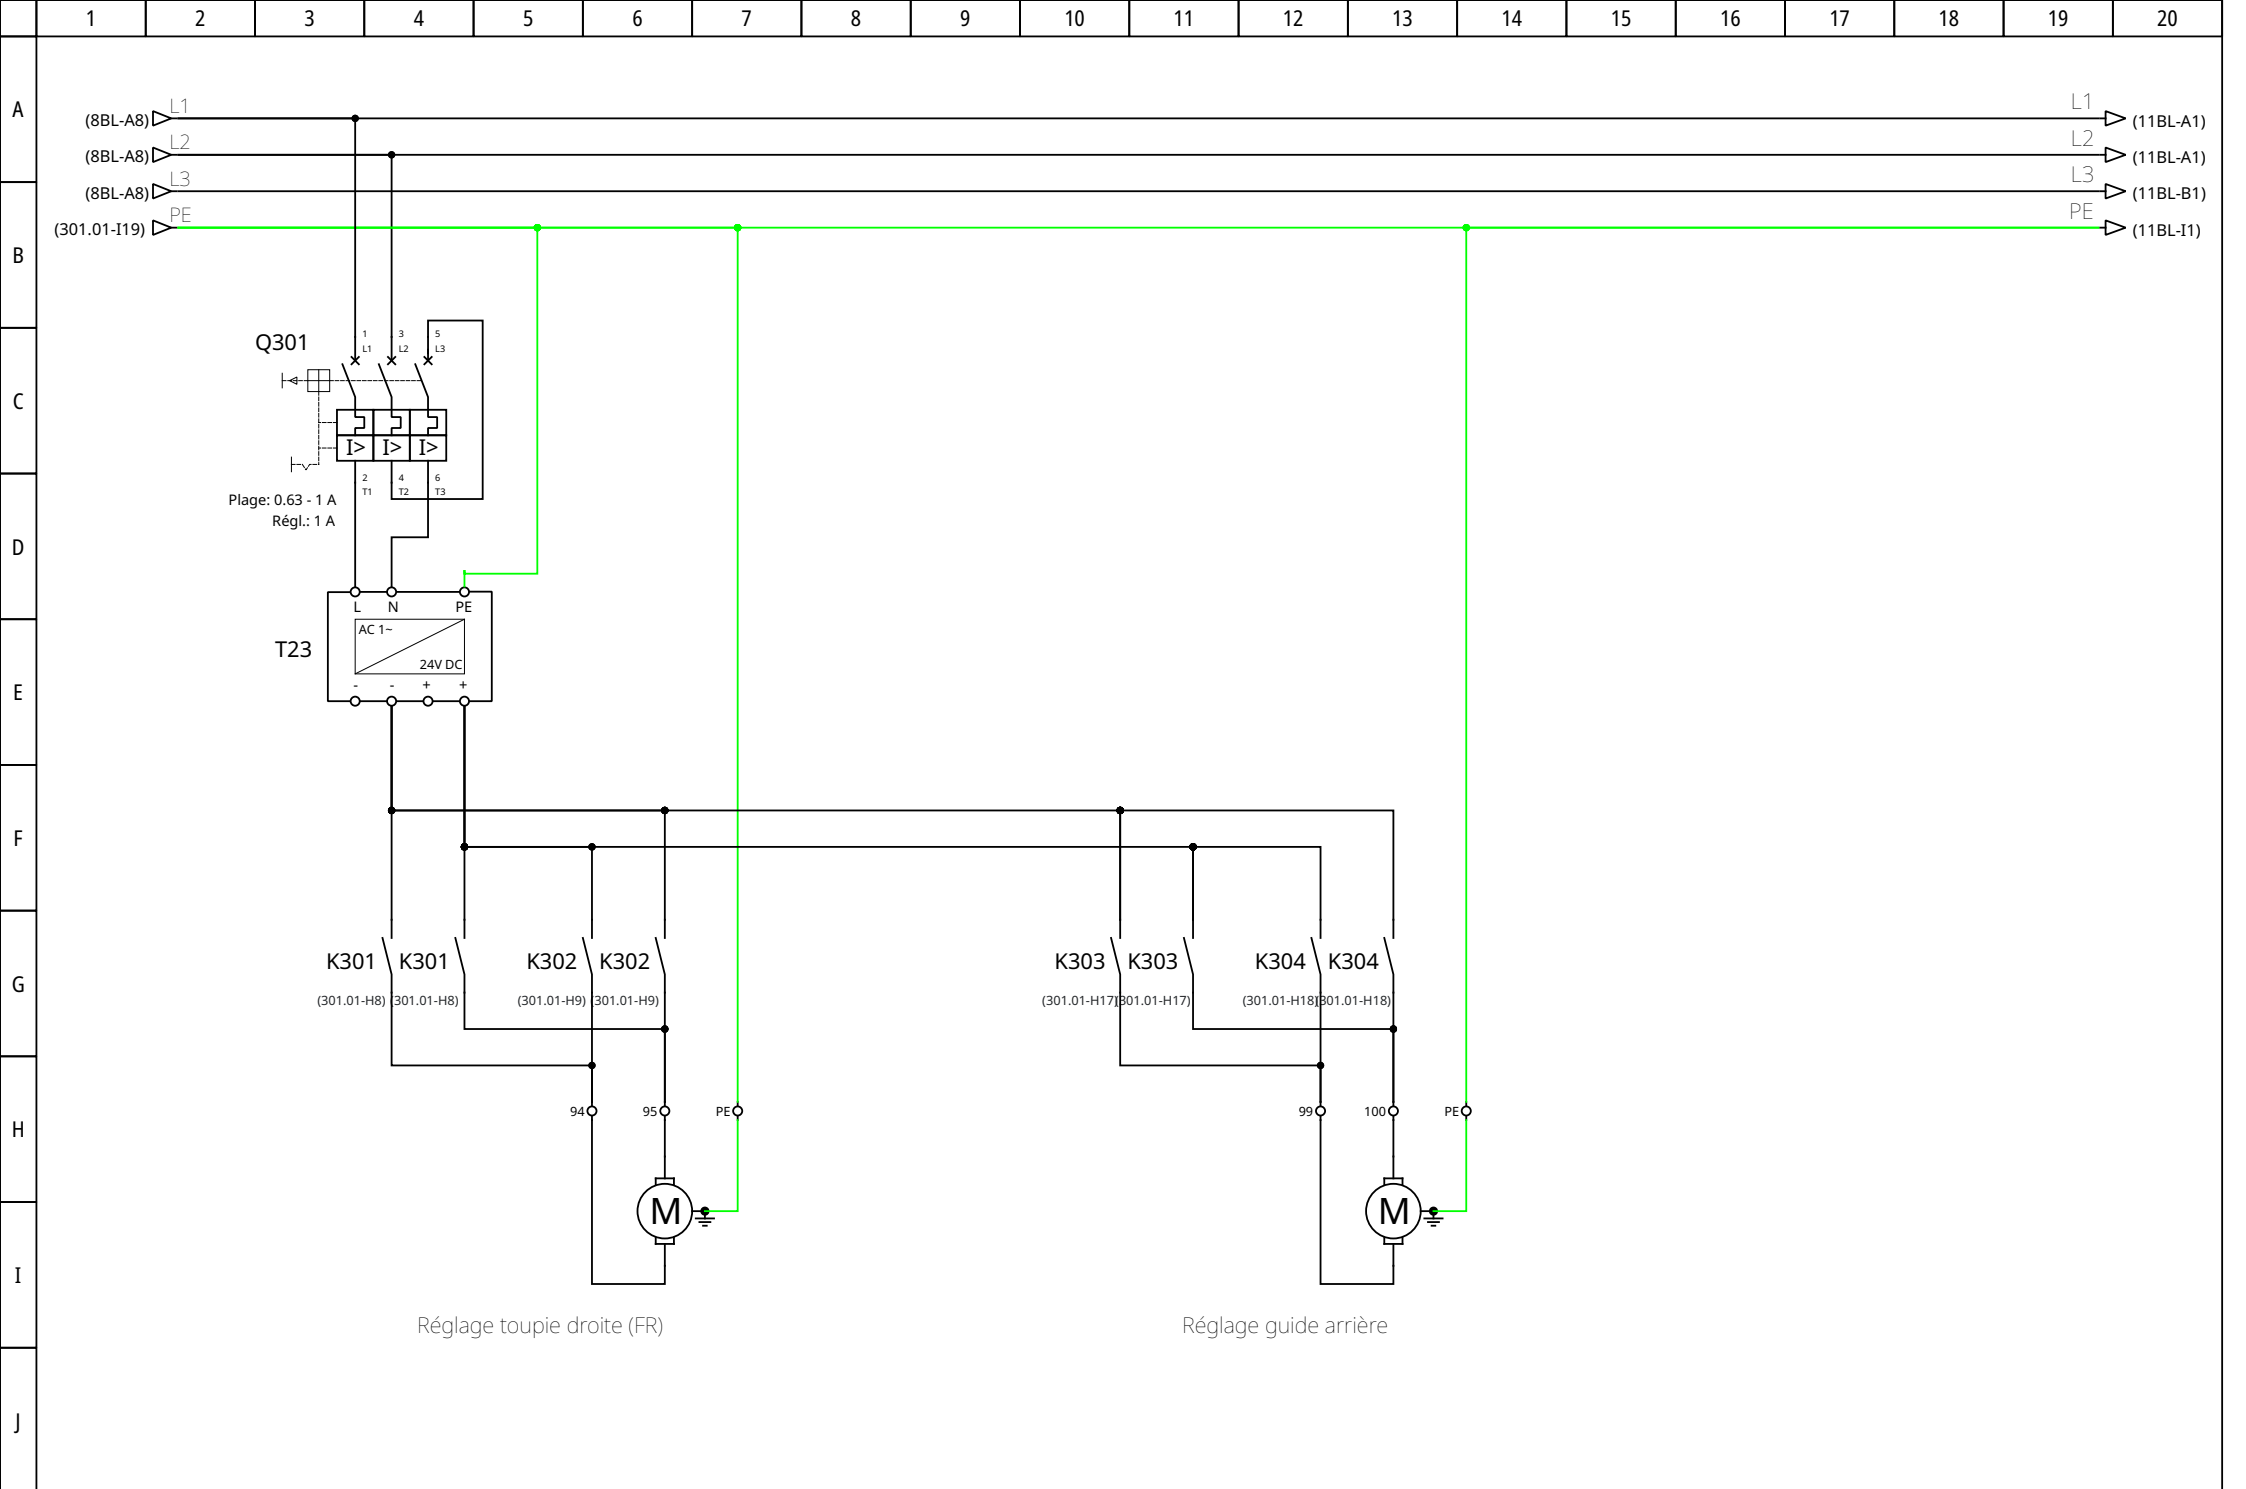 1 2 3 4 5 6 7 8 9 10 11 12 13 14 15 16 17 18 19 20
A
L1 L1
(8BL-A8) (11BL-A1)
L2 L2
(8BL-A8) (11BL-A1)
L3 L3
(8BL-A8) (11BL-B1)
PE PE
(301.01-I19) (11BL-I1)
B
1 3 5
Q301 L1 L2 L3
C
I> I> I>
2 4 6
T1 T2 T3
Plage: 0.63 - 1 A
Régl.: 1 A
D
L N PE
AC 1~
T23
24V DC
- - + +
E
F
K301 K301 K302 K302 K303 K303 K304 K304
G
(301.01-H8) (301.01-H8) (301.01-H9) (301.01-H9) (301.01-H17) (301.01-H17) (301.01-H18) (301.01-H18)
94 95 PE 99 100 PE
H
M M
I
Réglage toupie droite (FR) Réglage guide arrière
J